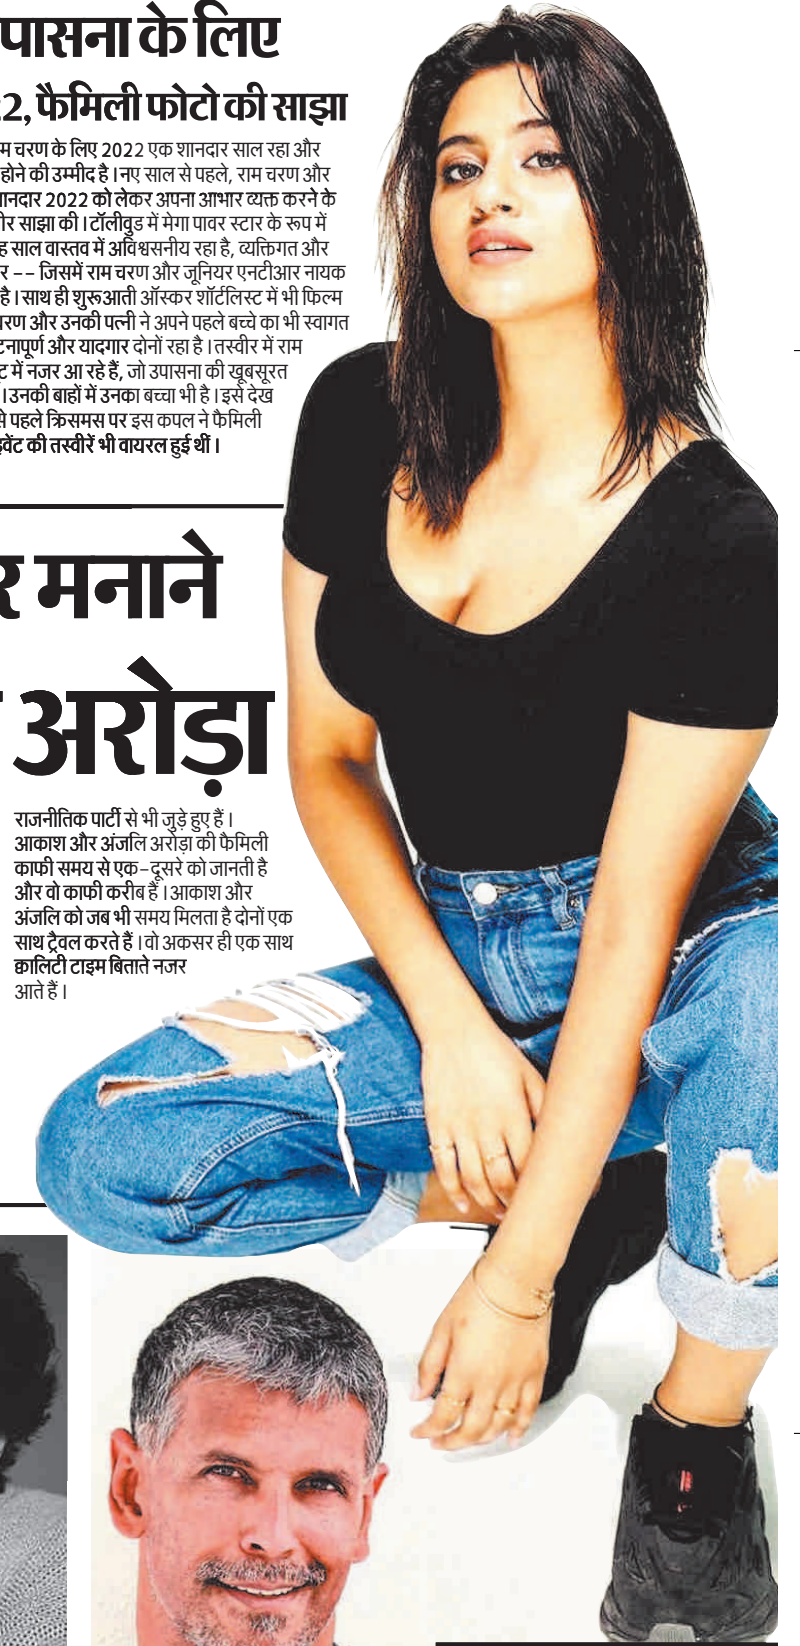 पासना के लिए
2, फैमिली फोटो की साझा
म चरण के लिए 2022 एक शानदार साल रहा और
होने की उम्मीद है । नए साल से पहले, राम चरण और
ानदार 2022 को लेकर अपना आभार व्यक्त करने के
ीर साझा की । टॉलीवुड में मेगा पावर स्टार के रूप में
ह साल वास्तव में अविश्वसनीय रहा है, व्यक्तिगत और
र -- जिसमें राम चरण और जूनियर एनटीआर नायक
है । साथ ही शुरूआती ऑस्कर शॉर्टलिस्ट में भी फिल्म
रण और उनकी पत्नी ने अपने पहले बच्चे का भी स्वागत
टनापूर्ण और यादगार दोनों रहा है । तस्वीर में राम
ट में नजर आ रहे हैं, जो उपासना की खूबसूरत
। उनकी बाहों में उनका बच्चा भी है । इसे देख
से पहले क्रिसमस पर इस कपल ने फैमिली
इवेंट की तस्वीरें भी वायरल हुई थीं ।
र मनाने
अरोड़ा
राजनीतिक पार्टी से भी जुड़े हुए हैं ।
आकाश और अंजलि अरोड़ा की फैमिली
काफी समय से एक-दूसरे को जानती है
और वो काफी करीब हैं । आकाश और
अंजलि को जब भी समय मिलता है दोनों एक
साथ ट्रैवल करते हैं । वो अकसर ही एक साथ
क्वालिटी टाइम बिताते नजर
आते हैं ।